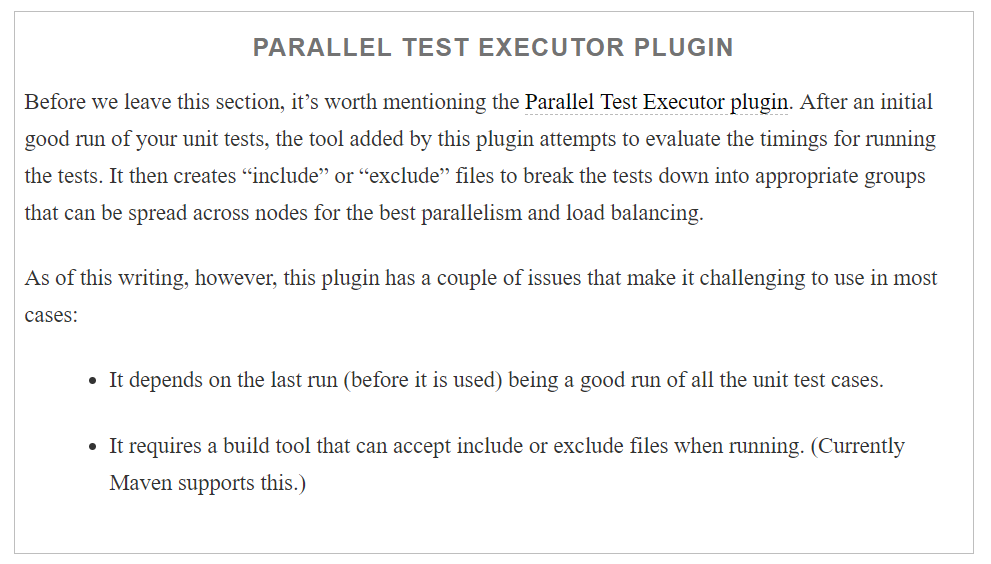 PARALLEL TEST EXECUTOR PLUGIN
Before we leave this section, it’s worth mentioning the Parallel Test Executor plugin. After an initial
good run of your unit tests, the tool added by this plugin attempts to evaluate the timings for running
the tests. It then creates “include” or “exclude” files to break the tests down into appropriate groups
that can be spread across nodes for the best parallelism and load balancing.
As of this writing, however, this plugin has a couple of issues that make it challenging to use in most
cases:
• It depends on the last run (before it is used) being a good run of all the unit test cases.
• It requires a build tool that can accept include or exclude files when running. (Currently
Maven supports this.)